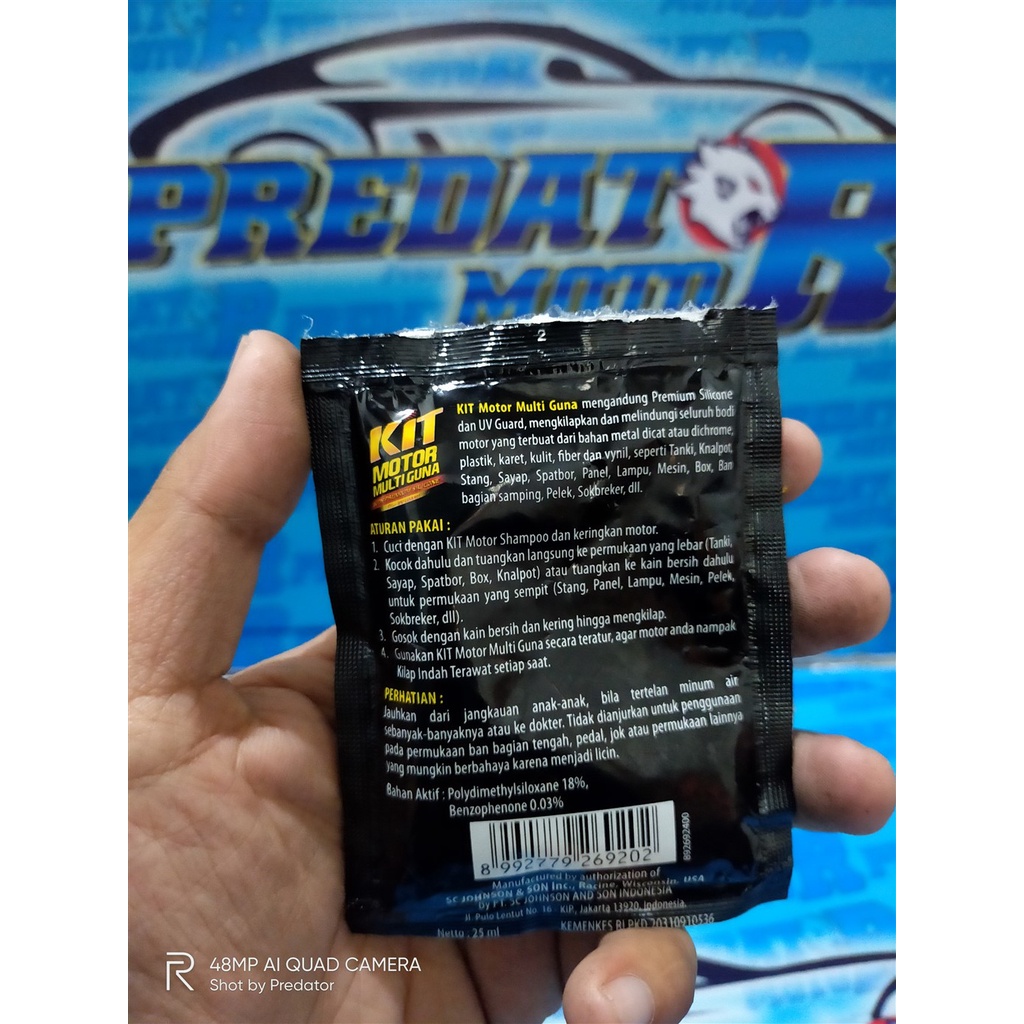 PREDATOR
MOTO
2
KIT
MOTOR
MULTI GUNA
KIT Motor Multi Guna mengandung Premium Silicone
dan UV Guard, mengkilapkan dan melindungi seluruh bodi
motor yang terbuat dari bahan metal dicat atau dichrome,
plastik, karet, kulit, fiber dan vynil, seperti Tanki, Knalpot,
Stang, Sayap, Spatbor, Panel, Lampu, Mesin, Box, Ban
bagian samping, Pelek, Sokbreker, dll.
ATURAN PAKAI :
1. Cuci dengan KIT Motor Shampoo dan keringkan motor.
2. Kocok dahulu dan tuangkan langsung ke permukaan yang lebar (Tanki,
Sayap, Spatbor, Box, Knalpot) atau tuangkan ke kain bersih dahulu
untuk permukaan yang sempit (Stang, Panel, Lampu, Mesin, Pelek,
Sokbreker, dll).
3. Gosok dengan kain bersih dan kering hingga mengkilap.
4. Gunakan KIT Motor Multi Guna secara teratur, agar motor anda nampak
Kilap Indah Terawat setiap saat.
PERHATIAN :
Jauhkan dari jangkauan anak-anak, bila tertelan minum air
sebanyak-banyaknya atau ke dokter. Tidak dianjurkan untuk penggunaan
pada permukaan ban bagian tengah, pedal, jok atau permukaan lainnya
yang mungkin berbahaya karena menjadi licin.
Bahan Aktif : Polydimethylsiloxane 18%,
Benzophenone 0.03%
8 992779 269202
892692400
Manufactured by authorization of
SC JOHNSON & SON Inc., Racine, Wisconsin, USA
by PT. SC JOHNSON AND SON INDONESIA
Jl. Pulo Lentut No. 16 - KIP, Jakarta 13920, Indonesia.
Netto : 25 ml
KEMENKES RI PKD 20310910536
R
48MP AI QUAD CAMERA
Shot by Predator